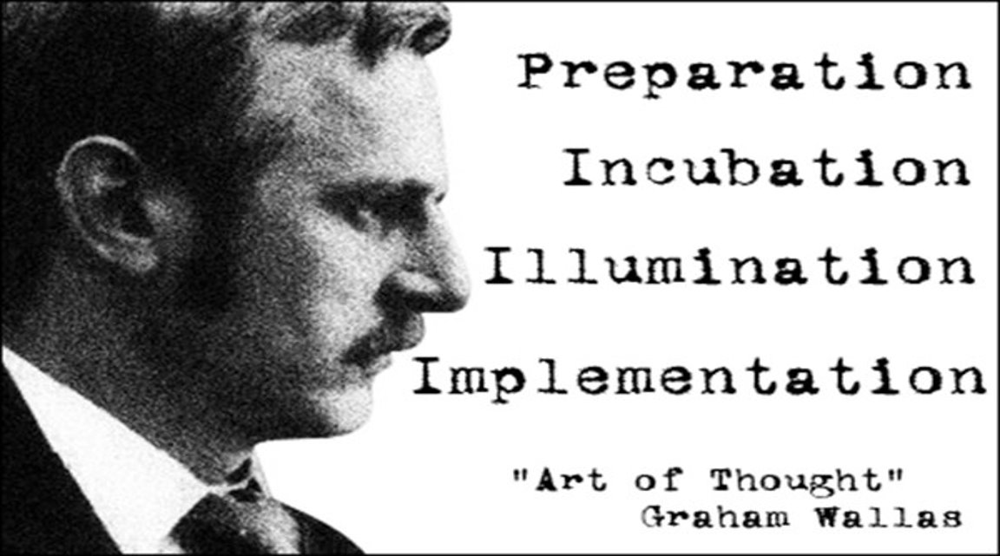 Preparation
Incubation
Illumination
Implementation
"Art of Thought"
Graham Wallas